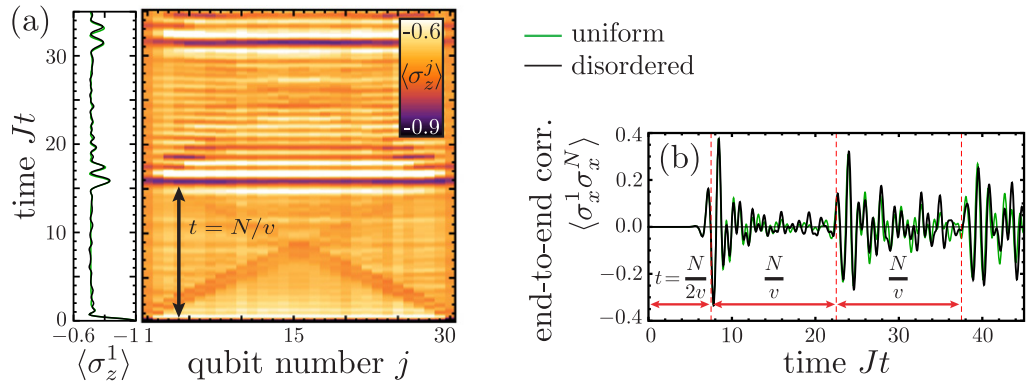 (a)
time Jt
30
20
10
0
−0.6 −1
⟨σ_z^1⟩
−0.6
⟨σ_z^j⟩
−0.9
t = N/v
1 15 30
qubit number j
uniform
disordered
(b)
end-to-end corr.
⟨σ_x^1 σ_x^N⟩
0.4
0.2
0.0
−0.2
−0.4
t = N/2v
N/v
N/v
0 10 20 30 40
time Jt